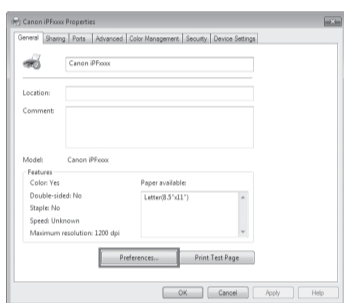 Canon iPFxxxx Properties
General Sharing Ports Advanced Color Management Security Device Settings
Canon iPFxxxx
Location:
Comment:
Model: Canon iPFxxxx
Features
Color: Yes Paper available:
Double-sided: No Letter(8.5"x11")
Staple: No
Speed: Unknown
Maximum resolution: 1200 dpi
Preferences... Print Test Page
OK Cancel Apply Help